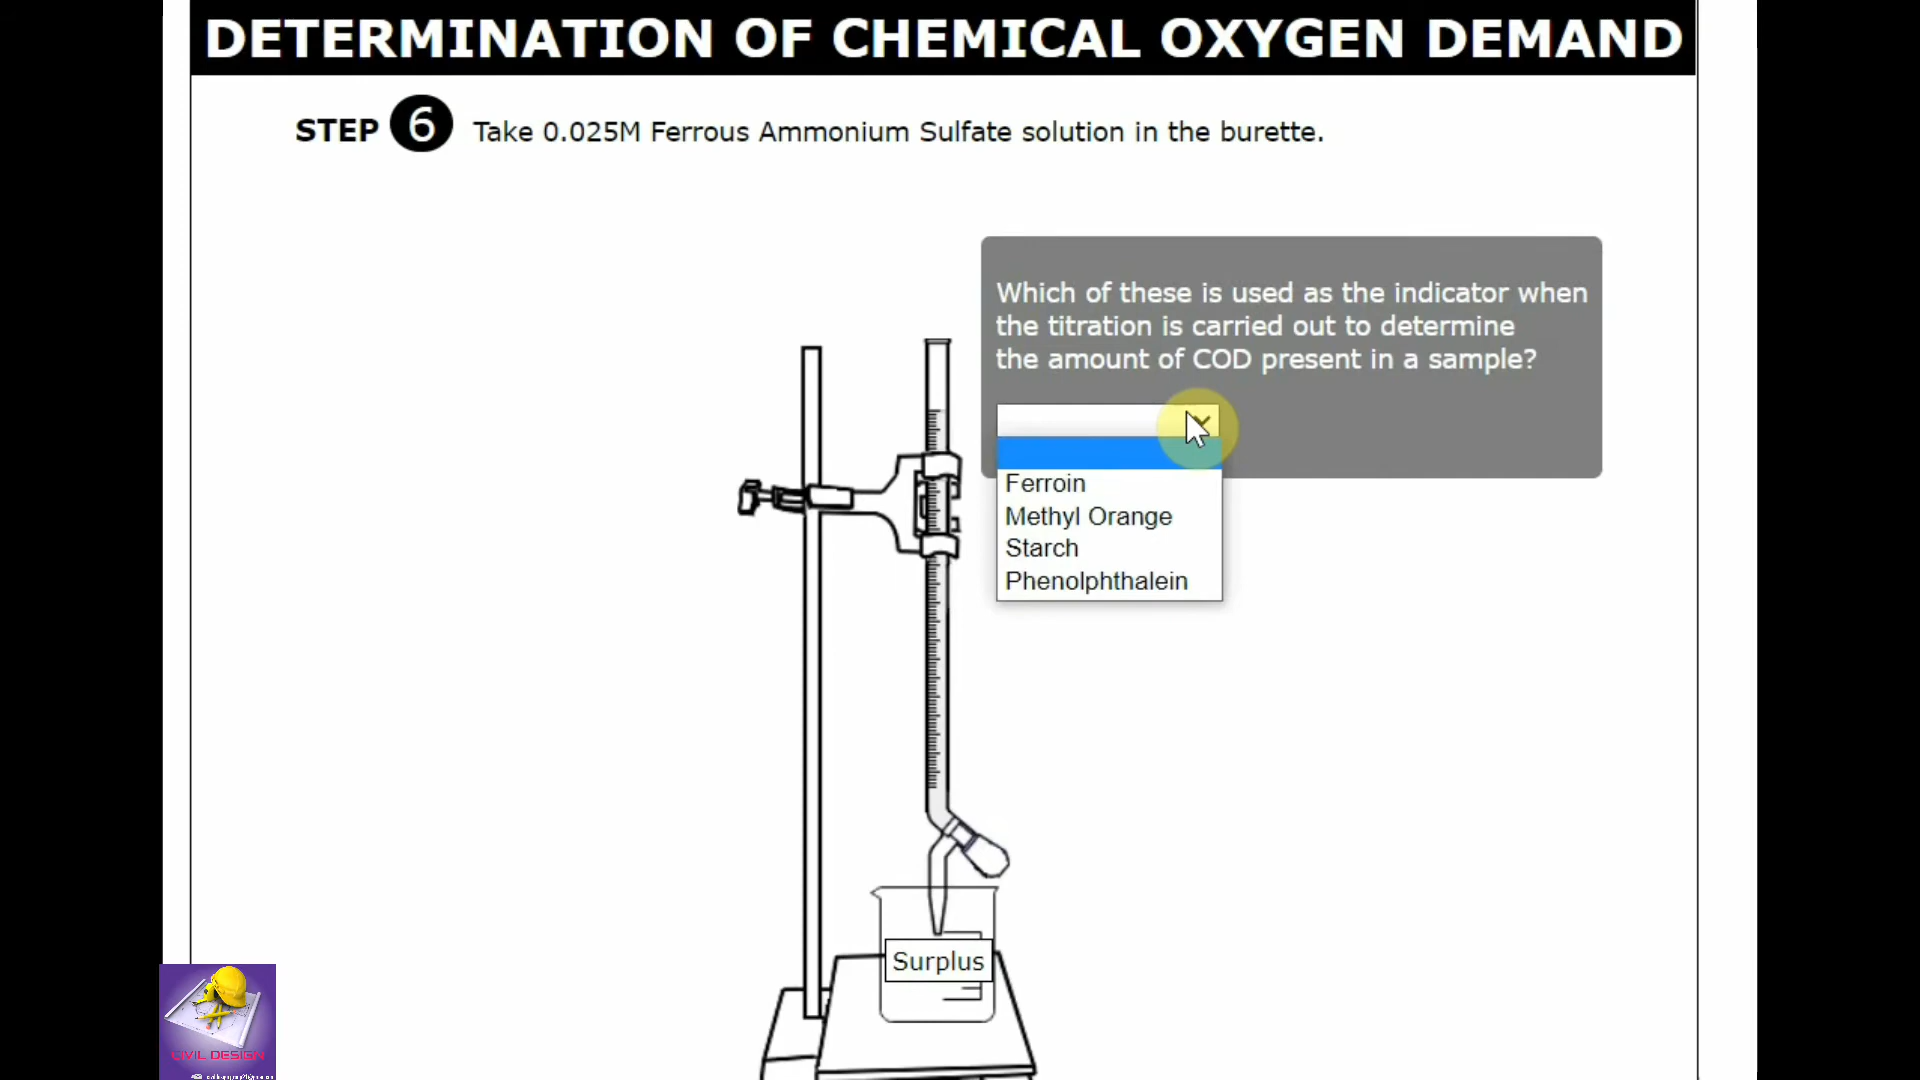 DETERMINATION OF CHEMICAL OXYGEN DEMAND
STEP 6 Take 0.025M Ferrous Ammonium Sulfate solution in the burette.
Which of these is used as the indicator when
the titration is carried out to determine
the amount of COD present in a sample?
Ferroin
Methyl Orange
Starch
Phenolphthalein
Surplus
CIVIL DESIGN